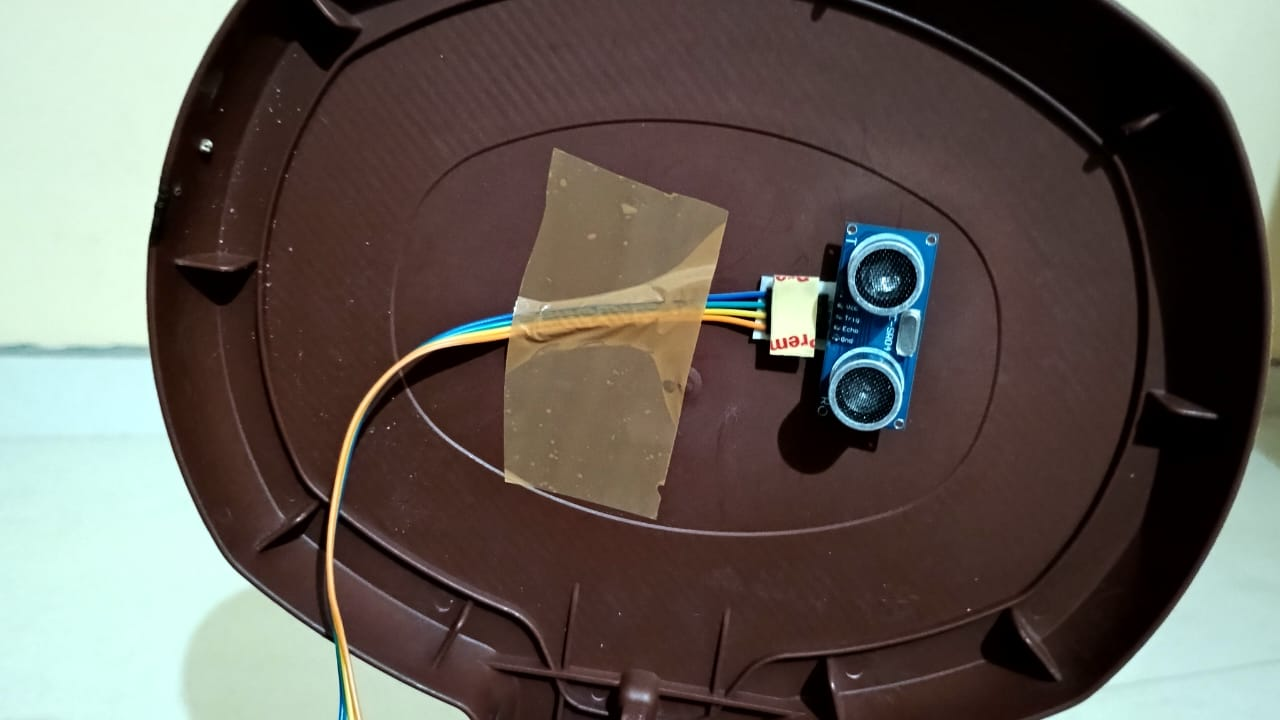 T
Vcc
Trig
Echo
Gnd
C-SR04
Prem